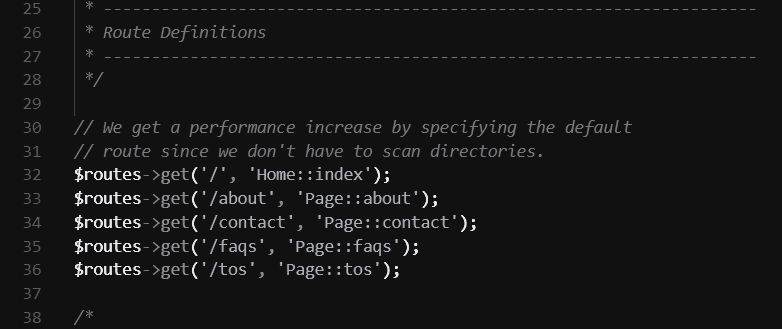 25 * --------------------------------------------------------------------
26 * Route Definitions
27 * --------------------------------------------------------------------
28 */
29
30 // We get a performance increase by specifying the default
31 // route since we don't have to scan directories.
32 $routes->get('/', 'Home::index');
33 $routes->get('/about', 'Page::about');
34 $routes->get('/contact', 'Page::contact');
35 $routes->get('/faqs', 'Page::faqs');
36 $routes->get('/tos', 'Page::tos');
37
38 /*